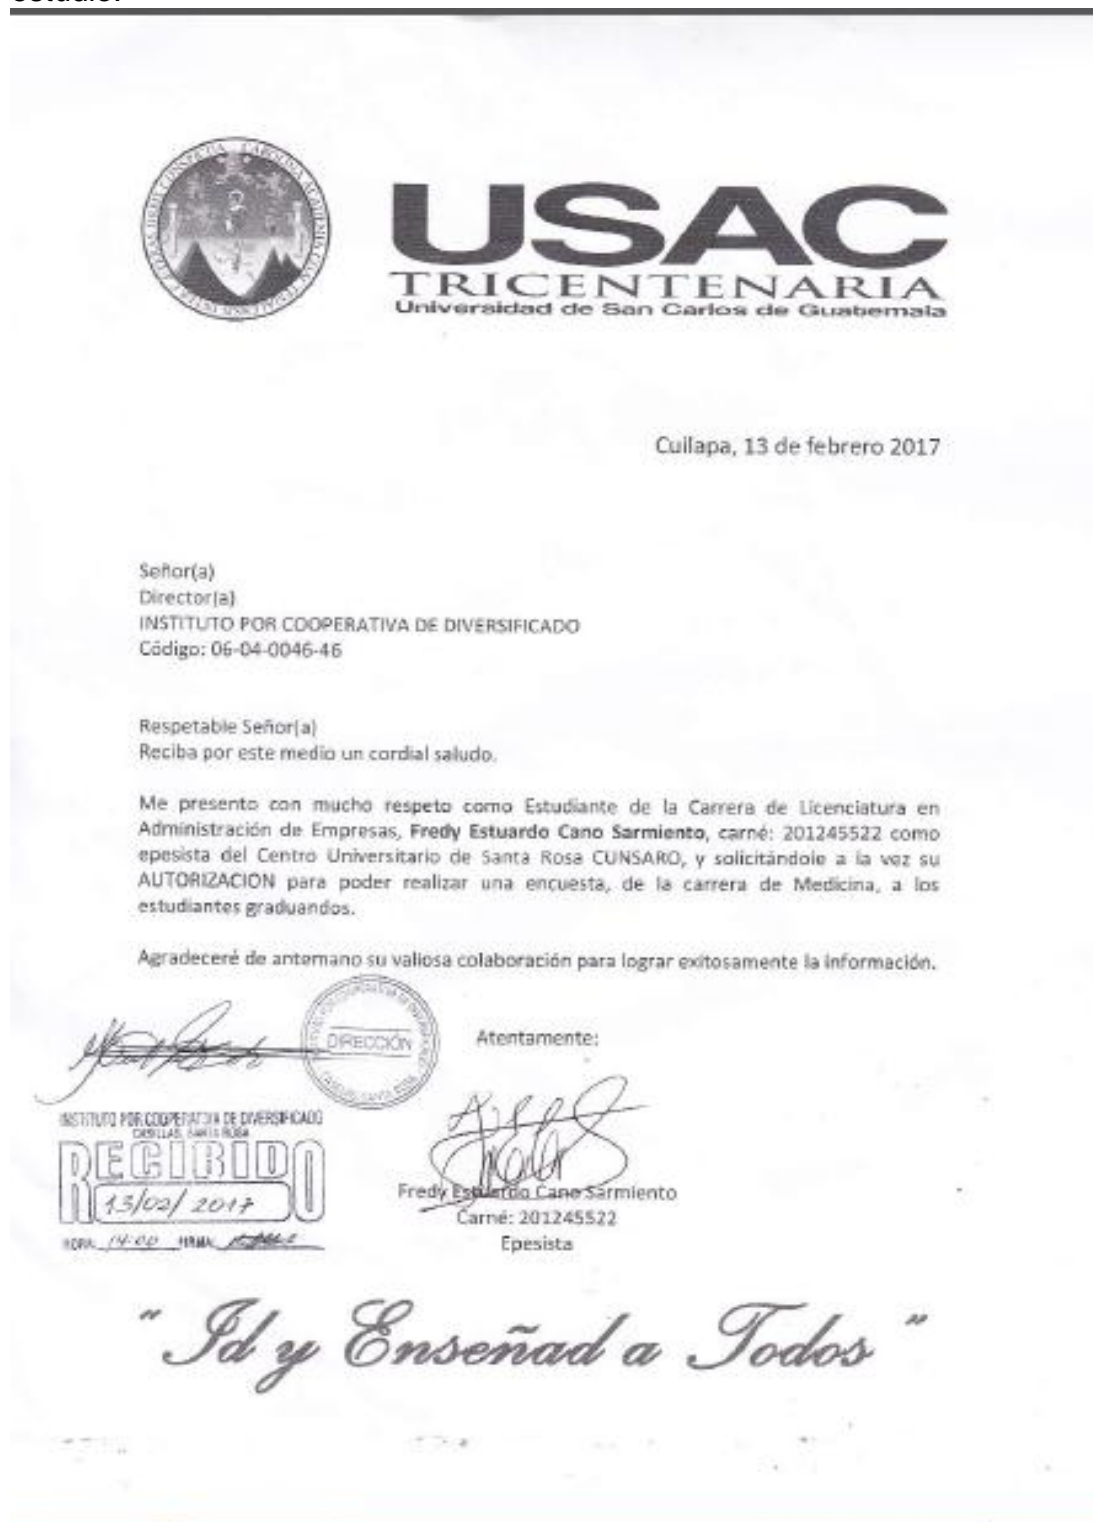 estudio.
USAC
TRICENTENARIA
Universidad de San Carlos de Guatemala
Cuilapa, 13 de febrero 2017
Señor(a)
Director(a)
INSTITUTO POR COOPERATIVA DE DIVERSIFICADO
Código: 06-04-0046-46
Respetable Señor(a)
Reciba por este medio un cordial saludo.
Me presento con mucho respeto como Estudiante de la Carrera de Licenciatura en
Administración de Empresas, Fredy Estuardo Cano Sarmiento, carné: 201245522 como
epesista del Centro Universitario de Santa Rosa CUNSARO, y solicitándole a la vez su
AUTORIZACION para poder realizar una encuesta, de la carrera de Medicina, a los
estudiantes graduandos.
Agradeceré de antemano su valiosa colaboración para lograr exitosamente la información.
DIRECCIÓN
Atentamente:
INSTITUTO POR COOPERATIVA DE DIVERSIFICADO
CASILLAS, SANTA ROSA
RECIBIDO
13/02/2017
HORA: 14:00 FIRMA:
Fredy Estuardo Cano Sarmiento
Carné: 201245522
Epesista
" Id y Enseñad a Todos "